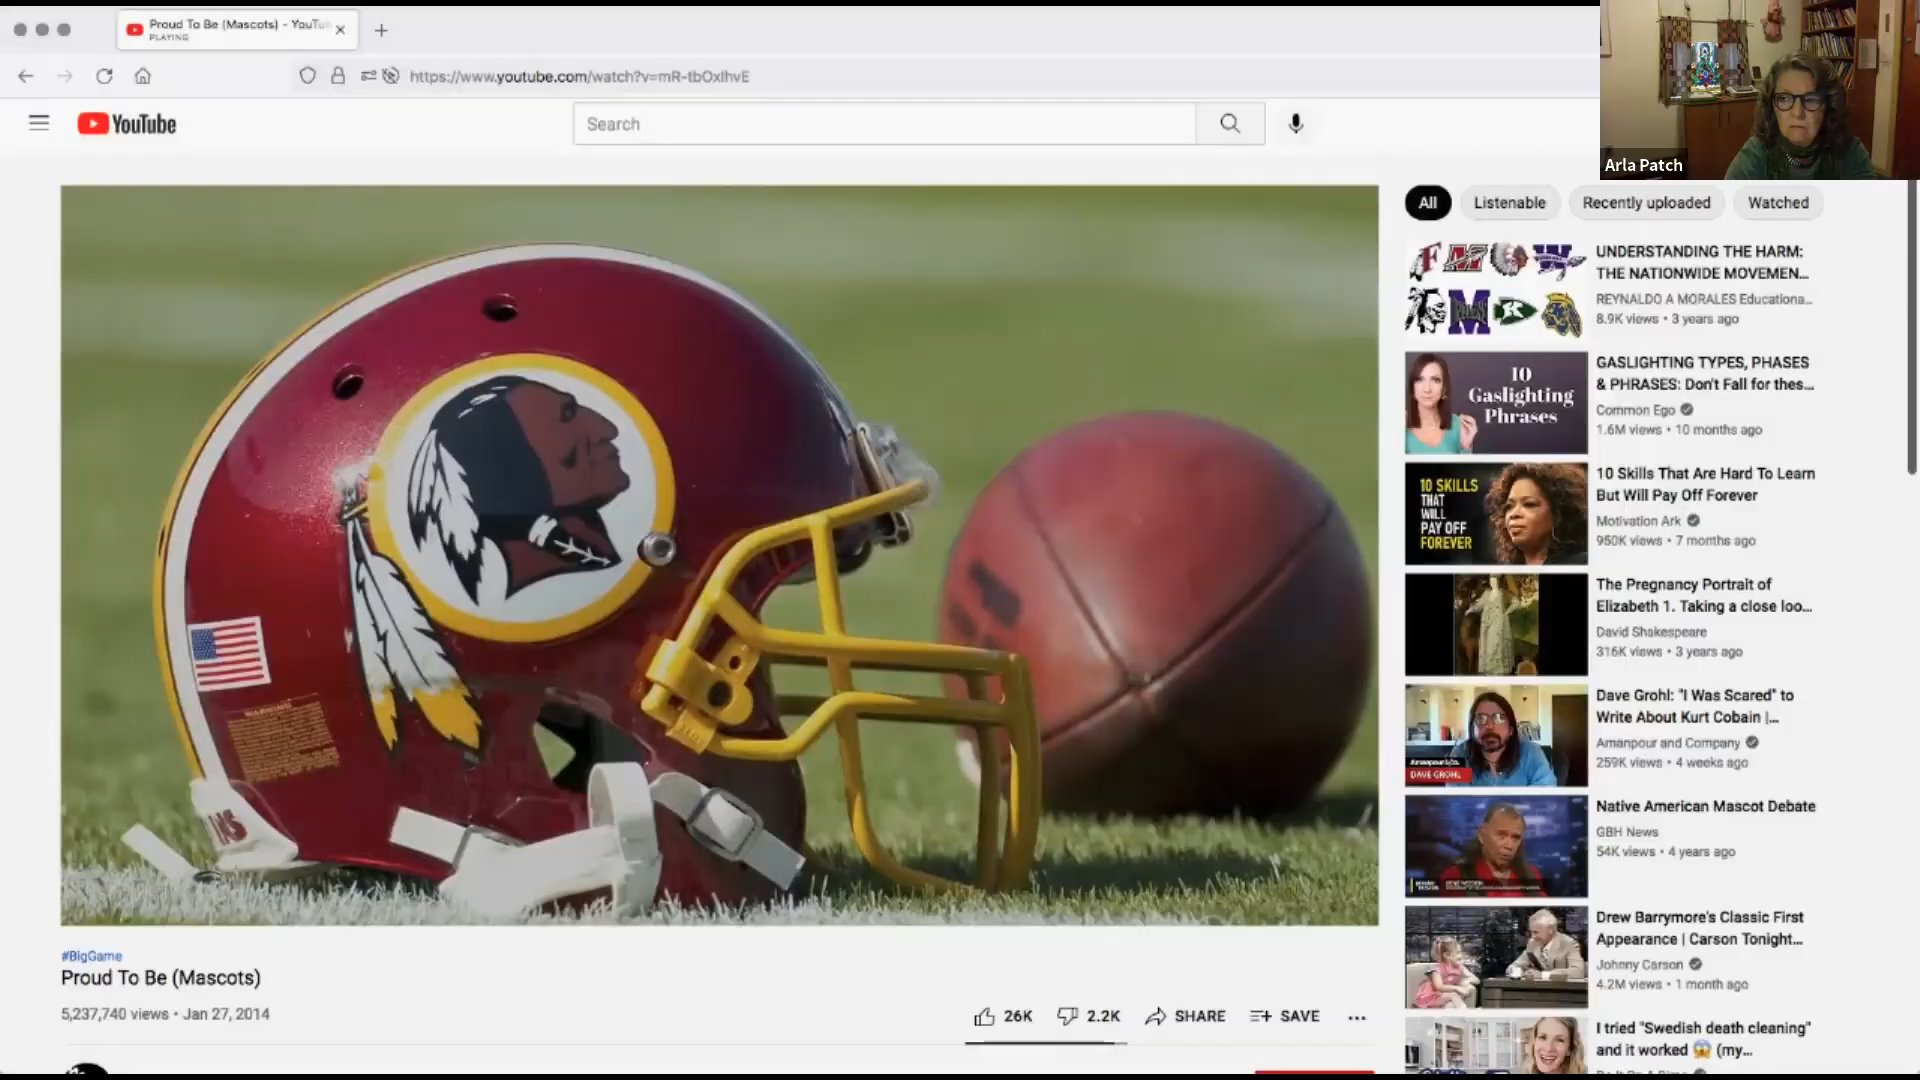 Proud To Be (Mascots) - YouTu
PLAYING
https://www.youtube.com/watch?v=mR-tbOxlhvE
YouTube
Search
Arla Patch
All
Listenable
Recently uploaded
Watched
WARNING
#BigGame
Proud To Be (Mascots)
5,237,740 views • Jan 27, 2014
26K
2.2K
SHARE
SAVE
UNDERSTANDING THE HARM:
THE NATIONWIDE MOVEMEN...
REYNALDO A MORALES Educationa...
8.9K views • 3 years ago
10
Gaslighting
Phrases
GASLIGHTING TYPES, PHASES
& PHRASES: Don't Fall for thes...
Common Ego
1.6M views • 10 months ago
10 SKILLS
THAT
WILL
PAY OFF
FOREVER
10 Skills That Are Hard To Learn
But Will Pay Off Forever
Motivation Ark
950K views • 7 months ago
The Pregnancy Portrait of
Elizabeth 1. Taking a close loo...
David Shakespeare
316K views • 3 years ago
DAVE GROHL
Dave Grohl: "I Was Scared" to
Write About Kurt Cobain |...
Amanpour and Company
259K views • 4 weeks ago
Native American Mascot Debate
GBH News
54K views • 4 years ago
Drew Barrymore's Classic First
Appearance | Carson Tonight...
Johnny Carson
4.2M views • 1 month ago
I tried "Swedish death cleaning"
and it worked 😱 (my...